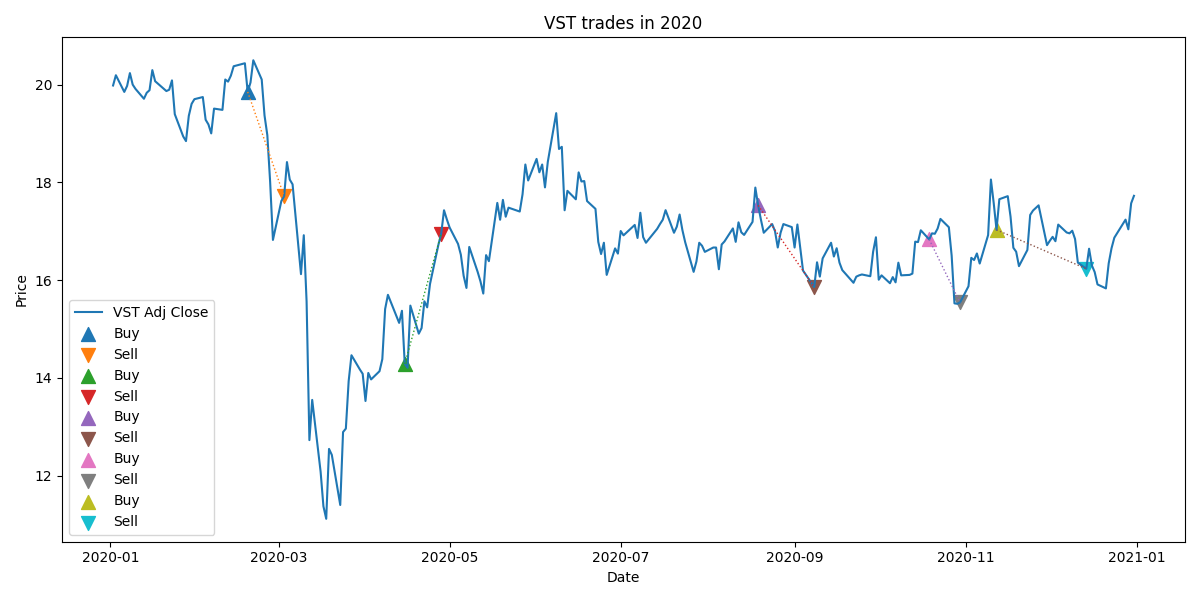 VST trades in 2020
Price
20
18
16
14
12
VST Adj Close
Buy
Sell
Buy
Sell
Buy
Sell
Buy
Sell
Buy
Sell
2020-01
2020-03
2020-05
2020-07
2020-09
2020-11
2021-01
Date